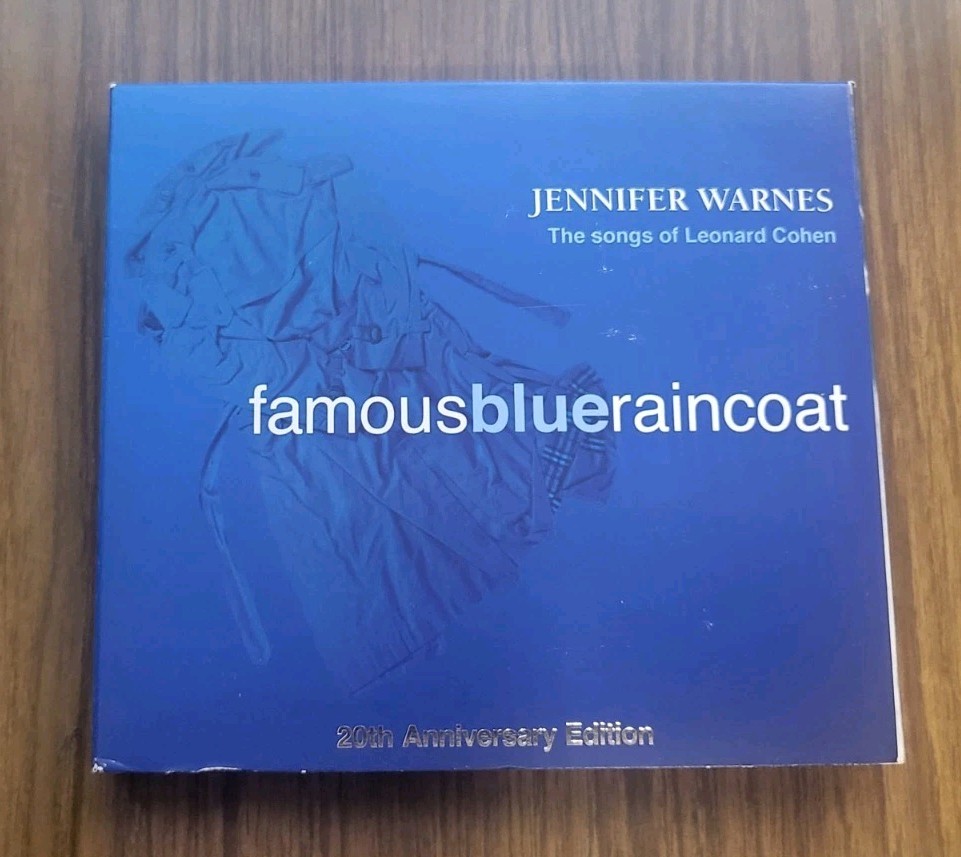 JENNIFER WARNES
The songs of Leonard Cohen
famousblueraincoat
20th Anniversary Edition